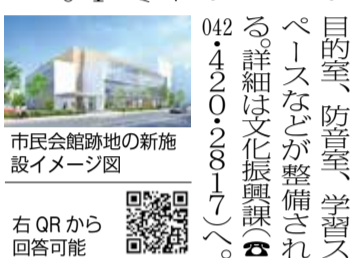 目的室、防音室、学習ス
ペースなどが整備され
る。詳細は文化振興課(☎
042・420・2817)へ。
市民会館跡地の新施
設イメージ図
右 QR から
回答可能